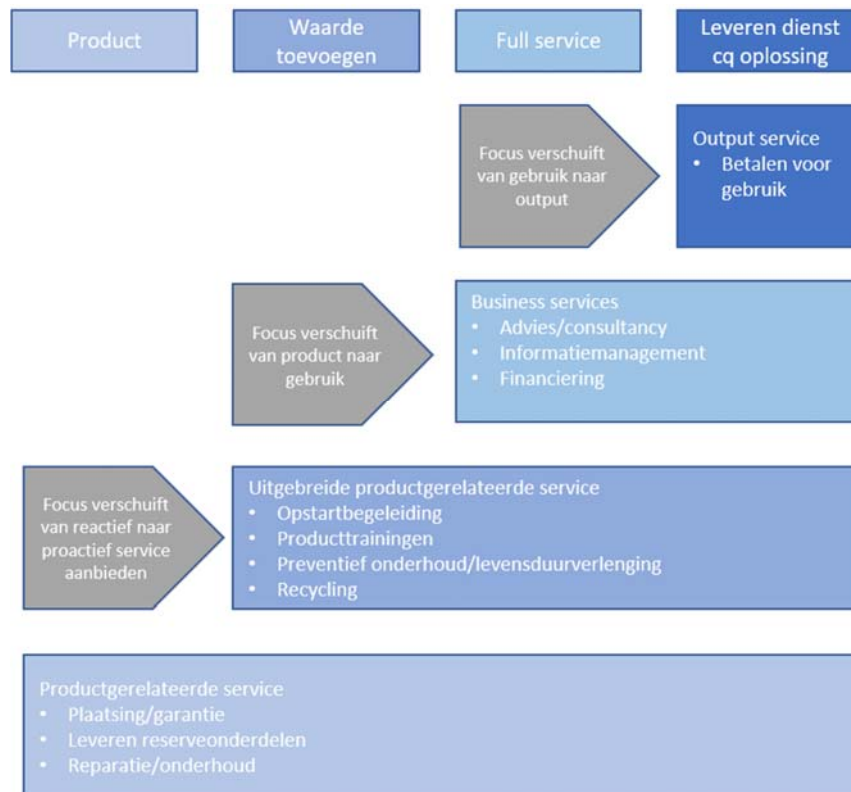 Product
Waarde
toevoegen
Full service
Leveren dienst
cq oplossing
Focus verschuift
van gebruik naar
output
Output service
• Betalen voor
gebruik
Focus verschuift
van product naar
gebruik
Business services
• Advies/consultancy
• Informatiemanagement
• Financiering
Focus verschuift
van reactief naar
proactief service
aanbieden
Uitgebreide productgerelateerde service
• Opstartbegeleiding
• Producttrainingen
• Preventief onderhoud/levensduurverlenging
• Recycling
Productgerelateerde service
• Plaatsing/garantie
• Leveren reserveonderdelen
• Reparatie/onderhoud